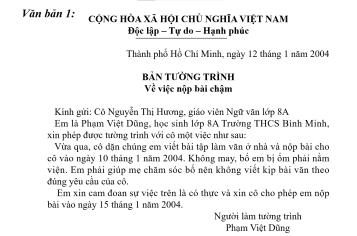 Văn bản 1:
CỘNG HÒA XÃ HỘI CHỦ NGHĨA VIỆT NAM
Độc lập – Tự do – Hạnh phúc
Thành phố Hồ Chí Minh, ngày 12 tháng 1 năm 2004
BẢN TƯỜNG TRÌNH
Về việc nộp bài chậm
Kính gửi: Cô Nguyễn Thị Hương, giáo viên Ngữ văn lớp 8A
Em là Phạm Việt Dũng, học sinh lớp 8A Trường THCS Bình Minh,
xin phép được tường trình với cô một việc như sau:
Vừa qua, cô dặn chúng em viết bài tập làm văn ở nhà và nộp bài cho
cô vào ngày 10 tháng 1 năm 2004. Không may, bố em bị ốm phải nằm
viện. Em phải giúp mẹ chăm sóc bố nên không viết kịp bài văn theo
đúng yêu cầu của cô.
Em xin cam đoan sự việc trên là có thực và xin cô cho phép em nộp
bài vào ngày 15 tháng 1 năm 2004.
Người làm tường trình
Phạm Việt Dũng